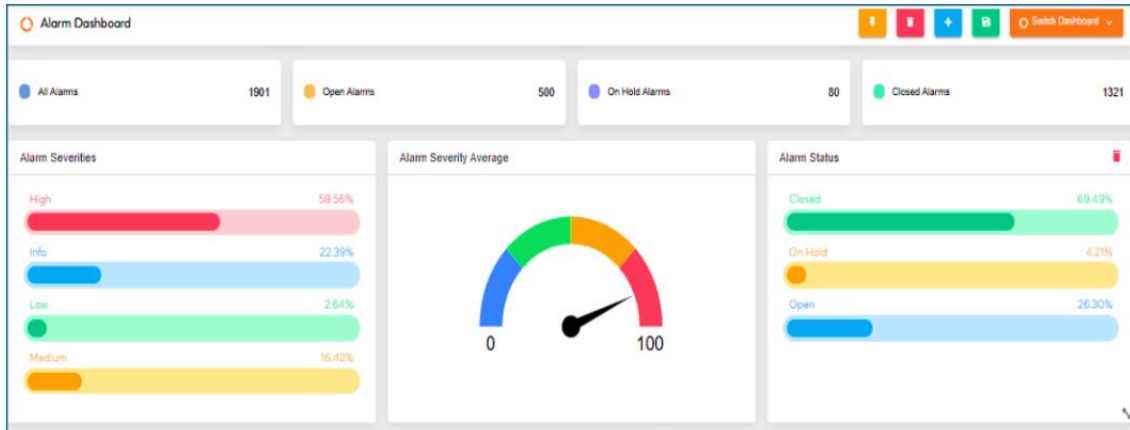 Alarm Dashboard
Switch Dashboard
All Alarms 1901
Open Alarms 500
On Hold Alarms 80
Closed Alarms 1321
Alarm Severities
High 58.56%
Info 22.39%
Low 2.64%
Medium 16.42%
Alarm Severity Average
0 100
Alarm Status
Closed 69.49%
On Hold 4.21%
Open 26.30%